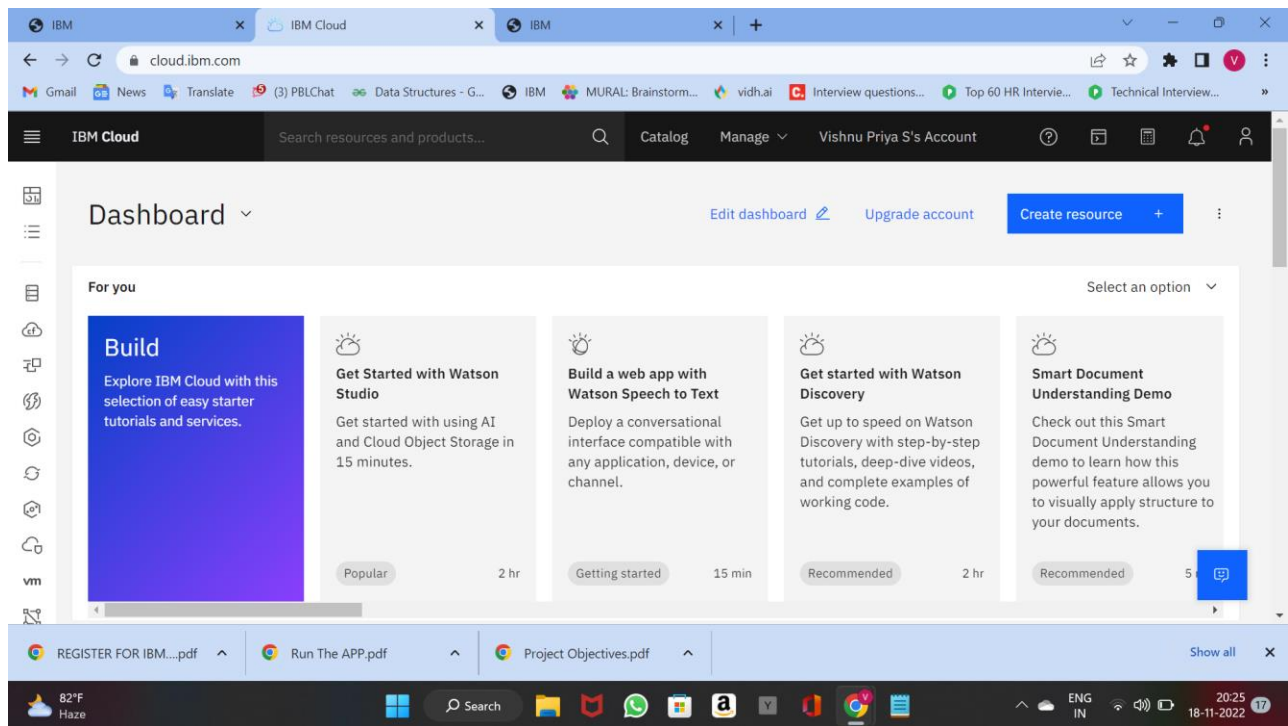 IBM
IBM Cloud
IBM
cloud.ibm.com
V
Gmail
News
Translate
(3) PBLChat
Data Structures - G...
IBM
MURAL: Brainstorm...
vidh.ai
Interview questions...
Top 60 HR Intervie...
Technical Interview...
»
IBM Cloud
Search resources and products...
Catalog
Manage
Vishnu Priya S's Account
Dashboard
Edit dashboard
Upgrade account
Create resource +
For you
Select an option
Build
Explore IBM Cloud with this
selection of easy starter
tutorials and services.
Get Started with Watson
Studio
Get started with using AI
and Cloud Object Storage in
15 minutes.
Popular
2 hr
Build a web app with
Watson Speech to Text
Deploy a conversational
interface compatible with
any application, device, or
channel.
Getting started
15 min
Get started with Watson
Discovery
Get up to speed on Watson
Discovery with step-by-step
tutorials, deep-dive videos,
and complete examples of
working code.
Recommended
2 hr
Smart Document
Understanding Demo
Check out this Smart
Document Understanding
demo to learn how this
powerful feature allows you
to visually apply structure to
your documents.
Recommended
5
vm
REGISTER FOR IBM....pdf
Run The APP.pdf
Project Objectives.pdf
Show all
82°F
Haze
Search
a
ENG
IN
20:25
18-11-2022
17